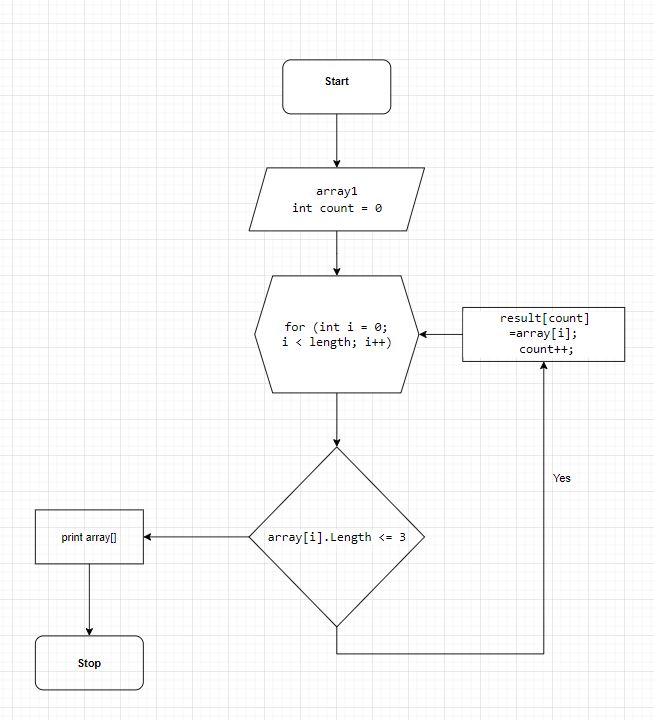 Start
array1
int count = 0
for (int i = 0;
i < length; i++)
result[count]
=array[i];
count++;
Yes
array[i].Length <= 3
print array[]
Stop